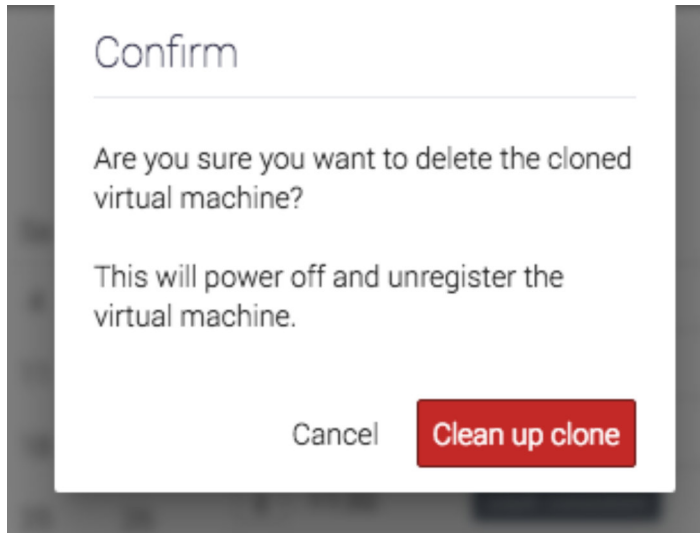 Confirm
Are you sure you want to delete the cloned
virtual machine?
This will power off and unregister the
virtual machine.
Cancel
Clean up clone